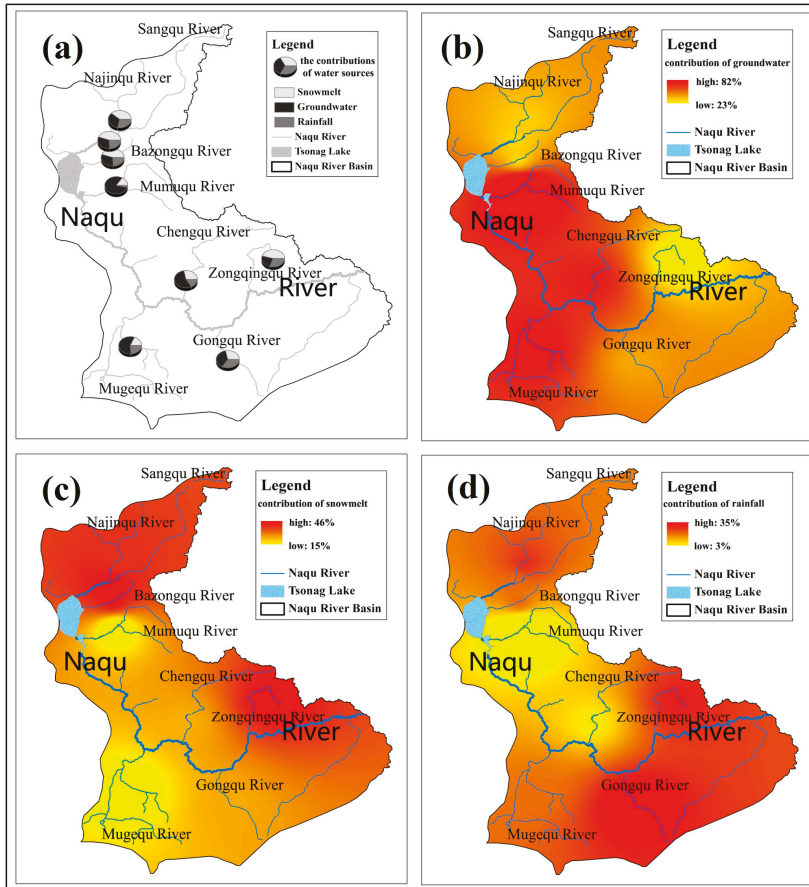 (a)
Sangqu River
Najinqu River
Bazongqu River
Mumuqu River
Naqu
Chengqu River
Zongqingqu River
River
Gongqu River
Mugequ River
Legend
the contributions
of water sources
Snowmelt
Groundwater
Rainfall
Naqu River
Tsonag Lake
Naqu River Basin
(b)
Sangqu River
Najinqu River
Bazongqu River
Mumuqu River
Naqu
Chengqu River
Zongqingqu River
River
Gongqu River
Mugequ River
Legend
contribution of groundwater
high: 82%
low: 23%
Naqu River
Tsonag Lake
Naqu River Basin
(c)
Sangqu River
Najinqu River
Bazongqu River
Mumuqu River
Naqu
Chengqu River
Zongqingqu River
River
Gongqu River
Mugequ River
Legend
contribution of snowmelt
high: 46%
low: 15%
Naqu River
Tsonag Lake
Naqu River Basin
(d)
Sangqu River
Najinqu River
Bazongqu River
Mumuqu River
Naqu
Chengqu River
Zongqingqu River
River
Gongqu River
Mugequ River
Legend
contribution of rainfall
high: 35%
low: 3%
Naqu River
Tsonag Lake
Naqu River Basin